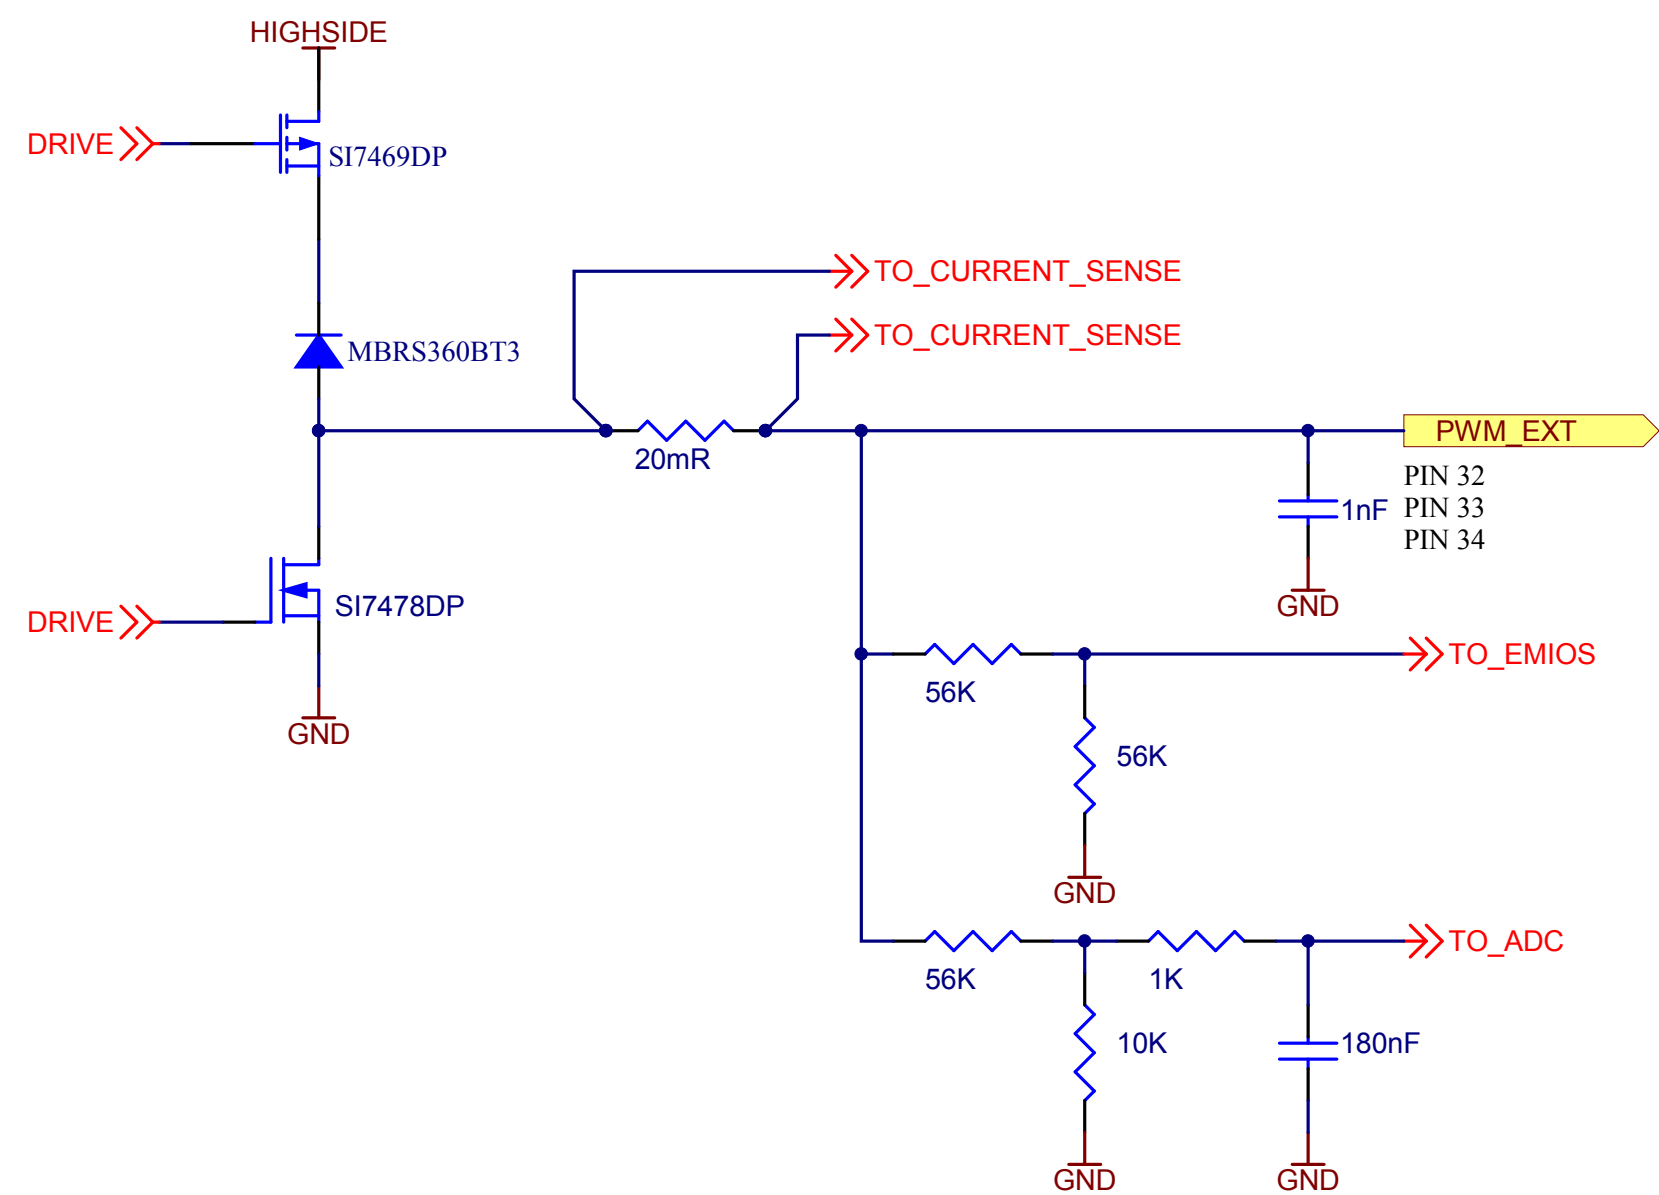 HIGHSIDE
DRIVE
SI7469DP
TO_CURRENT_SENSE
TO_CURRENT_SENSE
MBRS360BT3
20mR
PWM_EXT
PIN 32
1nF
PIN 33
PIN 34
GND
DRIVE
SI7478DP
GND
TO_EMIOS
56K
56K
GND
TO_ADC
56K
1K
10K
180nF
GND
GND